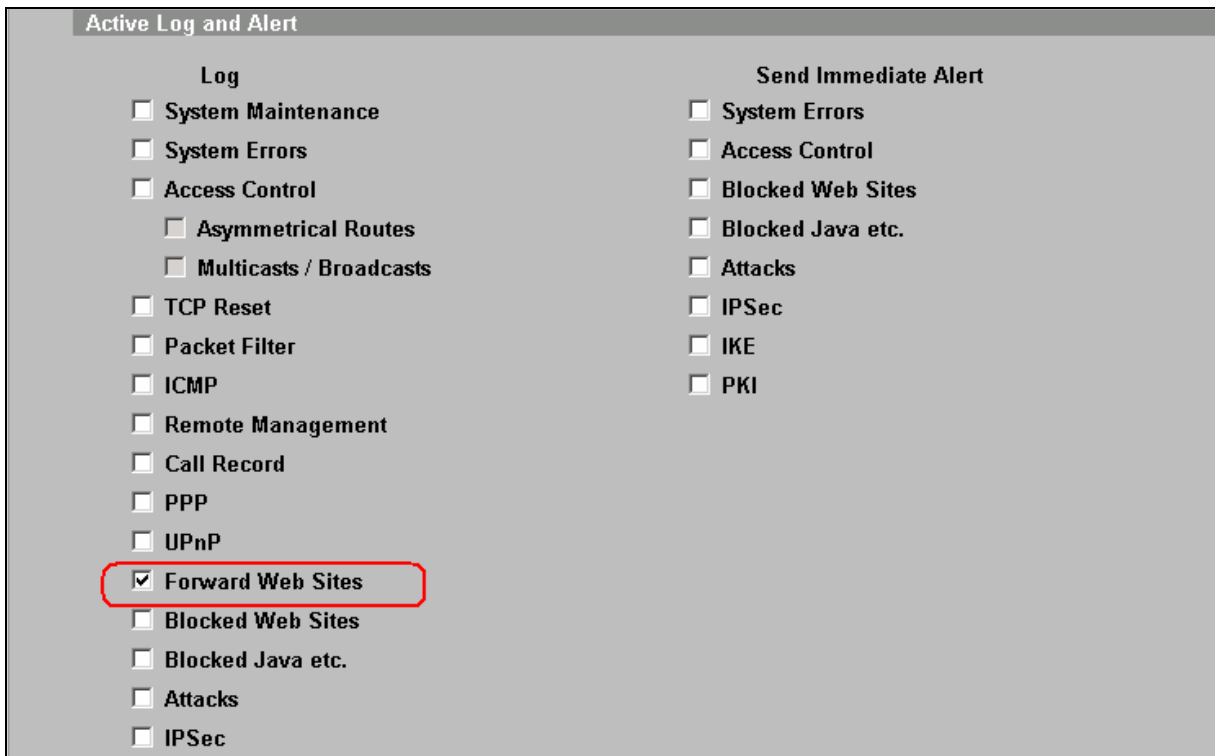 Active Log and Alert
Log
System Maintenance
System Errors
Access Control
Asymmetrical Routes
Multicasts / Broadcasts
TCP Reset
Packet Filter
ICMP
Remote Management
Call Record
PPP
UPnP
Forward Web Sites
Blocked Web Sites
Blocked Java etc.
Attacks
IPSec
Send Immediate Alert
System Errors
Access Control
Blocked Web Sites
Blocked Java etc.
Attacks
IPSec
IKE
PKI